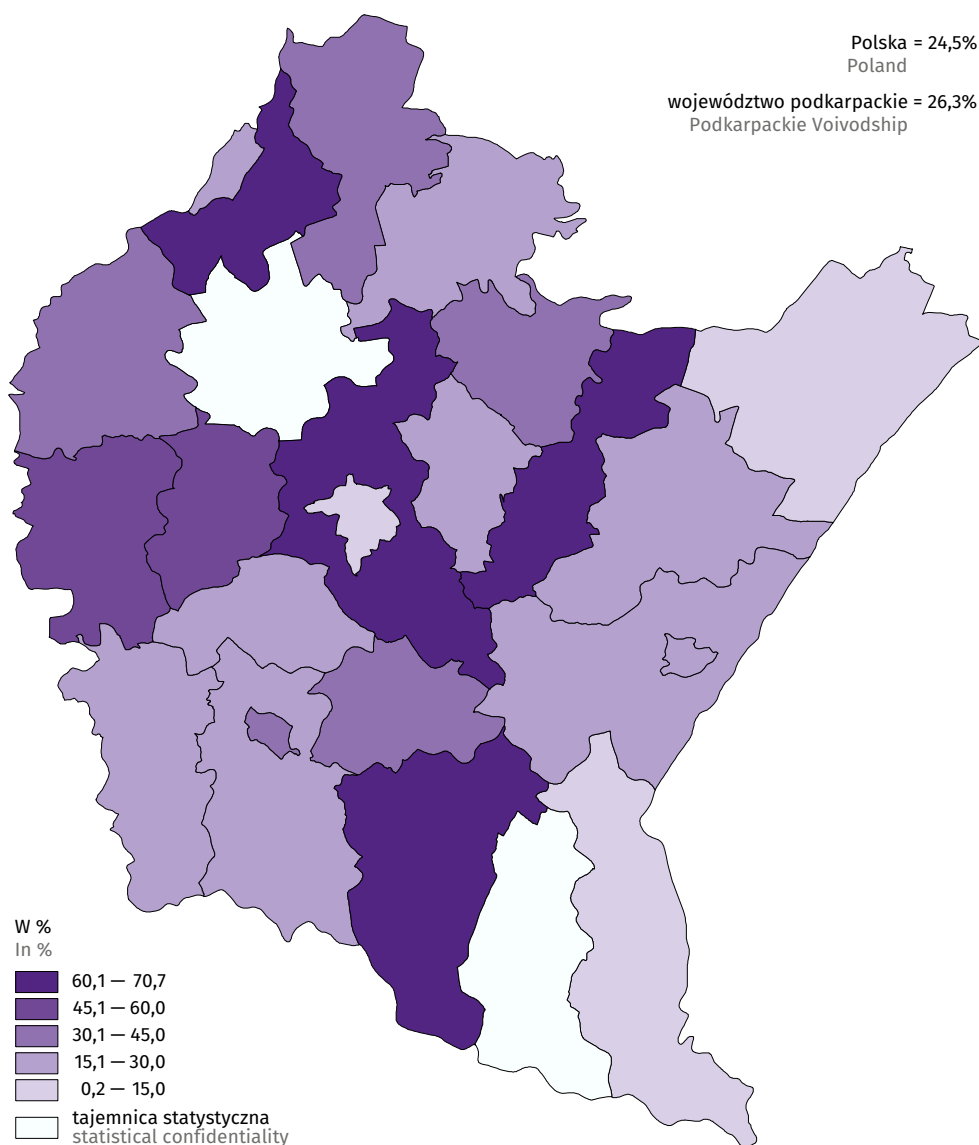 Polska = 24,5%
Poland
województwo podkarpackie = 26,3%
Podkarpackie Voivodship
W %
In %
60,1 — 70,7
45,1 — 60,0
30,1 — 45,0
15,1 — 30,0
0,2 — 15,0
tajemnica statystyczna
statistical confidentiality